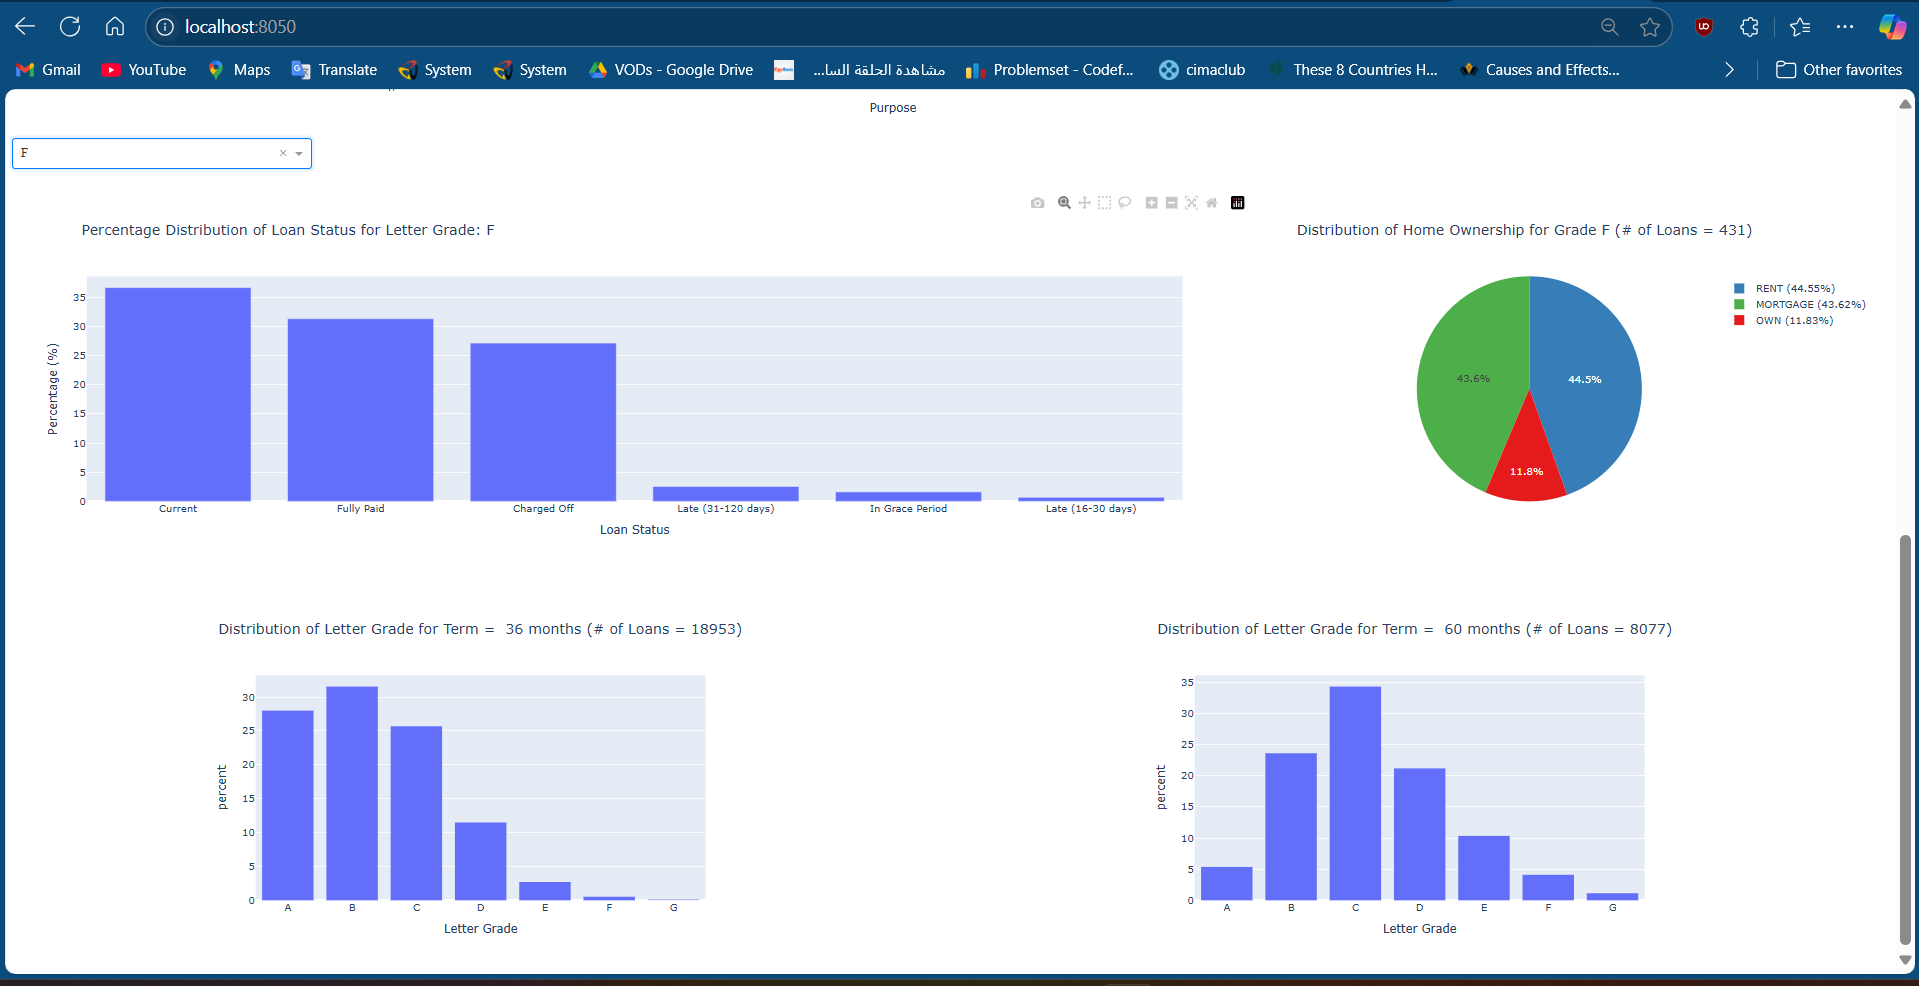 localhost:8050
Gmail
YouTube
Maps
Translate
System
System
VODs - Google Drive
مشاهدة الحلقة السا...
Problemset - Codef...
cimaclub
These 8 Countries H...
Causes and Effects...
Other favorites
Purpose
F
Percentage Distribution of Loan Status for Letter Grade: F
Percentage (%)
35
30
25
20
15
10
5
0
Current
Fully Paid
Charged Off
Late (31-120 days)
In Grace Period
Late (16-30 days)
Loan Status
Distribution of Home Ownership for Grade F (# of Loans = 431)
43.6%
44.5%
11.8%
RENT (44.55%)
MORTGAGE (43.62%)
OWN (11.83%)
Distribution of Letter Grade for Term =  36 months (# of Loans = 18953)
percent
30
25
20
15
10
5
0
A
B
C
D
E
F
G
Letter Grade
Distribution of Letter Grade for Term =  60 months (# of Loans = 8077)
percent
35
30
25
20
15
10
5
0
A
B
C
D
E
F
G
Letter Grade